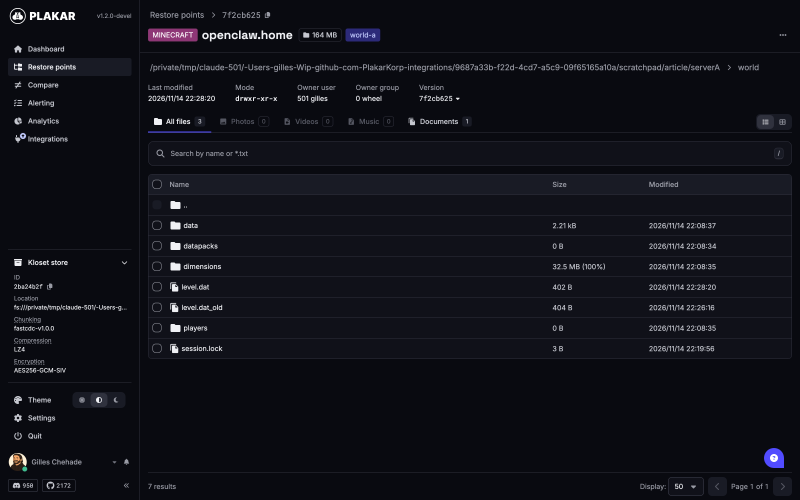 PLAKAR v1.2.0-devel
Dashboard
Restore points
Compare
Alerting
Analytics
Integrations
Kloset store
ID
2ba24b2f
Location
fs:///private/tmp/claude-501/-Users-g...
Chunking
fastcdc-v1.0.0
Compression
LZ4
Encryption
AES256-GCM-SIV
Theme
Settings
Quit
Gilles Chehade
950 2172
Restore points > 7f2cb625
MINECRAFT openclaw.home 164 MB world-a
/private/tmp/claude-501/-Users-gilles-Wip-github-com-PlakarKorp-integrations/9687a33b-f22d-4cd7-a5c9-09f65165a10a/scratchpad/article/serverA > world
Last modified Mode Owner user Owner group Version
2026/11/14 22:28:20 drwxr-xr-x 501 gilles 0 wheel 7f2cb625
All files 3 Photos 0 Videos 0 Music 0 Documents 1
Search by name or *.txt /
Name Size Modified
..
data 2.21 kB 2026/11/14 22:08:37
datapacks 0 B 2026/11/14 22:08:34
dimensions 32.5 MB (100%) 2026/11/14 22:08:35
level.dat 402 B 2026/11/14 22:28:20
level.dat_old 404 B 2026/11/14 22:26:16
players 0 B 2026/11/14 22:08:35
session.lock 3 B 2026/11/14 22:19:56
7 results Display: 50 Page 1 of 1